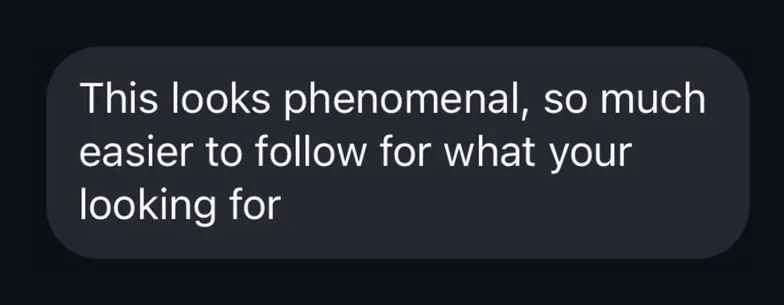 This looks phenomenal, so much
easier to follow for what your
looking for